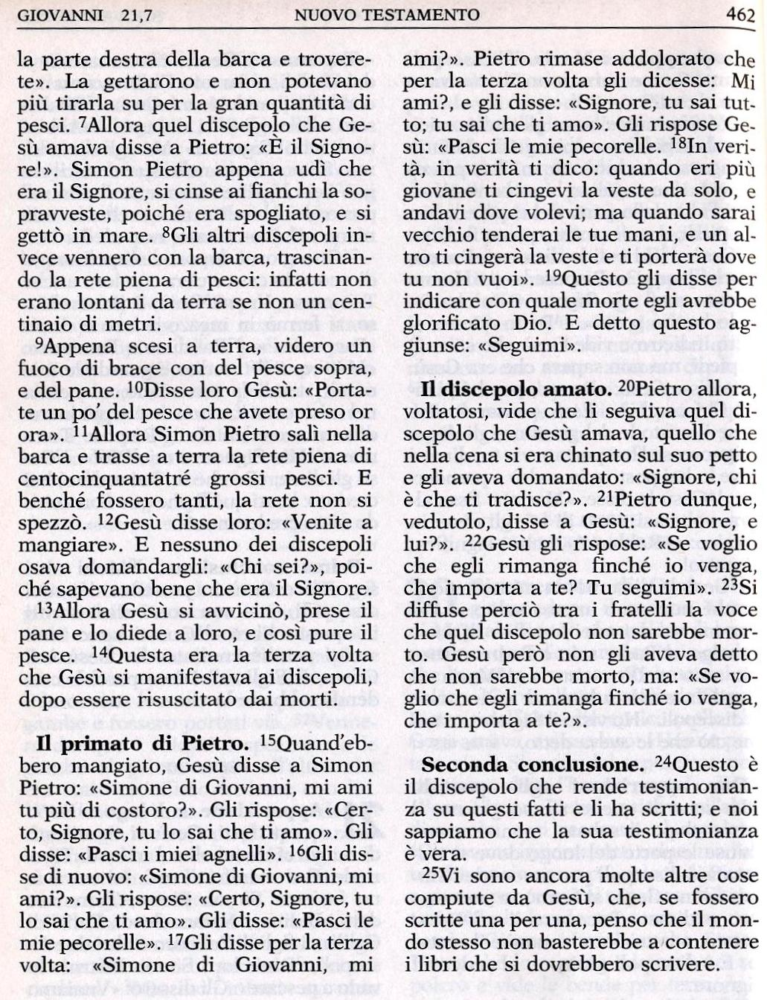 GIOVANNI 21,7 NUOVO TESTAMENTO 462
la parte destra della barca e trovere-
te». La gettarono e non potevano
più tirarla su per la gran quantità di
pesci. 7Allora quel discepolo che Ge-
sù amava disse a Pietro: «È il Signo-
re!». Simon Pietro appena udì che
era il Signore, si cinse ai fianchi la so-
pravveste, poiché era spogliato, e si
gettò in mare. 8Gli altri discepoli in-
vece vennero con la barca, trascinan-
do la rete piena di pesci: infatti non
erano lontani da terra se non un cen-
tinaio di metri.
9Appena scesi a terra, videro un
fuoco di brace con del pesce sopra,
e del pane. 10Disse loro Gesù: «Porta-
te un po' del pesce che avete preso or
ora». 11Allora Simon Pietro salì nella
barca e trasse a terra la rete piena di
centocinquantatré grossi pesci. E
benché fossero tanti, la rete non si
spezzò. 12Gesù disse loro: «Venite a
mangiare». E nessuno dei discepoli
osava domandargli: «Chi sei?», poi-
ché sapevano bene che era il Signore.
13Allora Gesù si avvicinò, prese il
pane e lo diede a loro, e così pure il
pesce. 14Questa era la terza volta
che Gesù si manifestava ai discepoli,
dopo essere risuscitato dai morti.
Il primato di Pietro. 15Quand'eb-
bero mangiato, Gesù disse a Simon
Pietro: «Simone di Giovanni, mi ami
tu più di costoro?». Gli rispose: «Cer-
to, Signore, tu lo sai che ti amo». Gli
disse: «Pasci i miei agnelli». 16Gli dis-
se di nuovo: «Simone di Giovanni, mi
ami?». Gli rispose: «Certo, Signore, tu
lo sai che ti amo». Gli disse: «Pasci le
mie pecorelle». 17Gli disse per la terza
volta: «Simone di Giovanni, mi
ami?». Pietro rimase addolorato che
per la terza volta gli dicesse: Mi
ami?, e gli disse: «Signore, tu sai tut-
to; tu sai che ti amo». Gli rispose Ge-
sù: «Pasci le mie pecorelle. 18In veri-
tà, in verità ti dico: quando eri più
giovane ti cingevi la veste da solo, e
andavi dove volevi; ma quando sarai
vecchio tenderai le tue mani, e un al-
tro ti cingerà la veste e ti porterà dove
tu non vuoi». 19Questo gli disse per
indicare con quale morte egli avrebbe
glorificato Dio. E detto questo ag-
giunse: «Seguimi».
Il discepolo amato. 20Pietro allora,
voltatosi, vide che li seguiva quel di-
scepolo che Gesù amava, quello che
nella cena si era chinato sul suo petto
e gli aveva domandato: «Signore, chi
è che ti tradisce?». 21Pietro dunque,
vedutolo, disse a Gesù: «Signore, e
lui?». 22Gesù gli rispose: «Se voglio
che egli rimanga finché io venga,
che importa a te? Tu seguimi». 23Si
diffuse perciò tra i fratelli la voce
che quel discepolo non sarebbe mor-
to. Gesù però non gli aveva detto
che non sarebbe morto, ma: «Se vo-
glio che egli rimanga finché io venga,
che importa a te?».
Seconda conclusione. 24Questo è
il discepolo che rende testimonian-
za su questi fatti e li ha scritti; e noi
sappiamo che la sua testimonianza
è vera.
25Vi sono ancora molte altre cose
compiute da Gesù, che, se fossero
scritte una per una, penso che il mon-
do stesso non basterebbe a contenere
i libri che si dovrebbero scrivere.